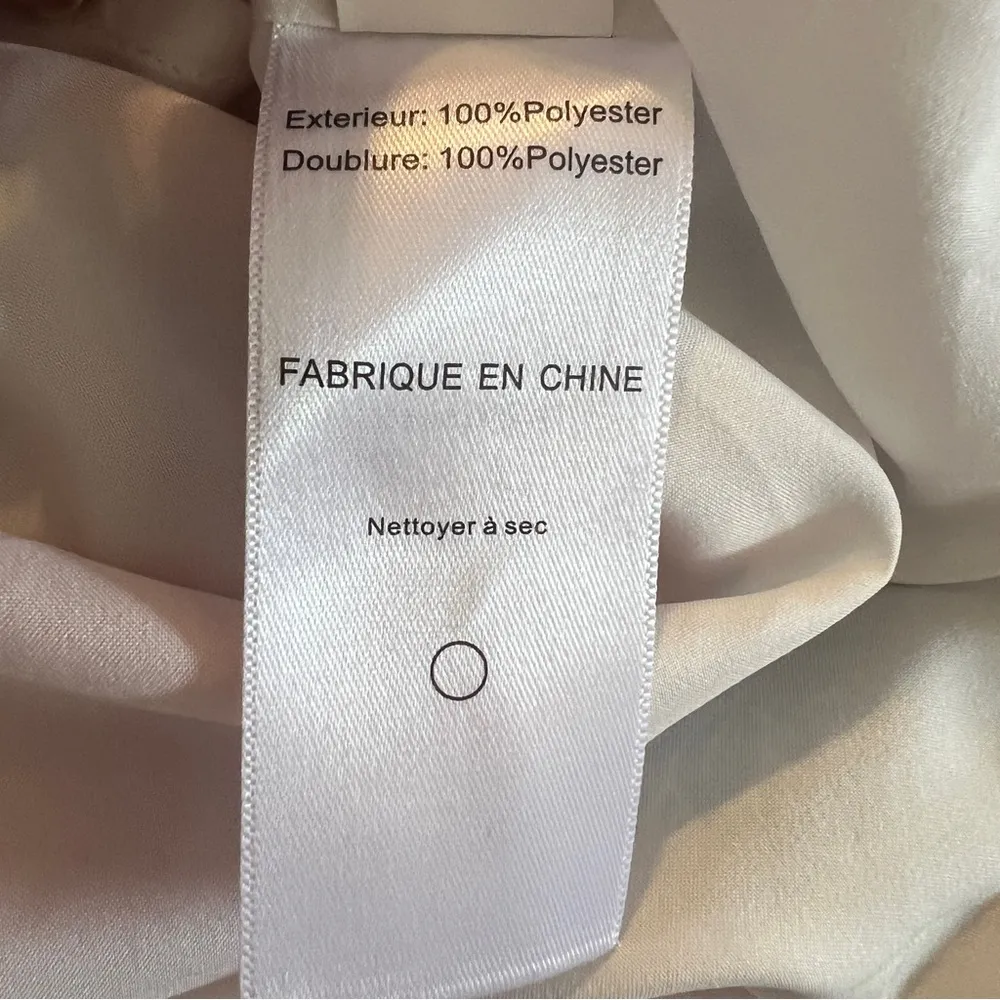 Exterieur: 100%Polyester
Doublure: 100%Polyester
FABRIQUE EN CHINE
Nettoyer à sec